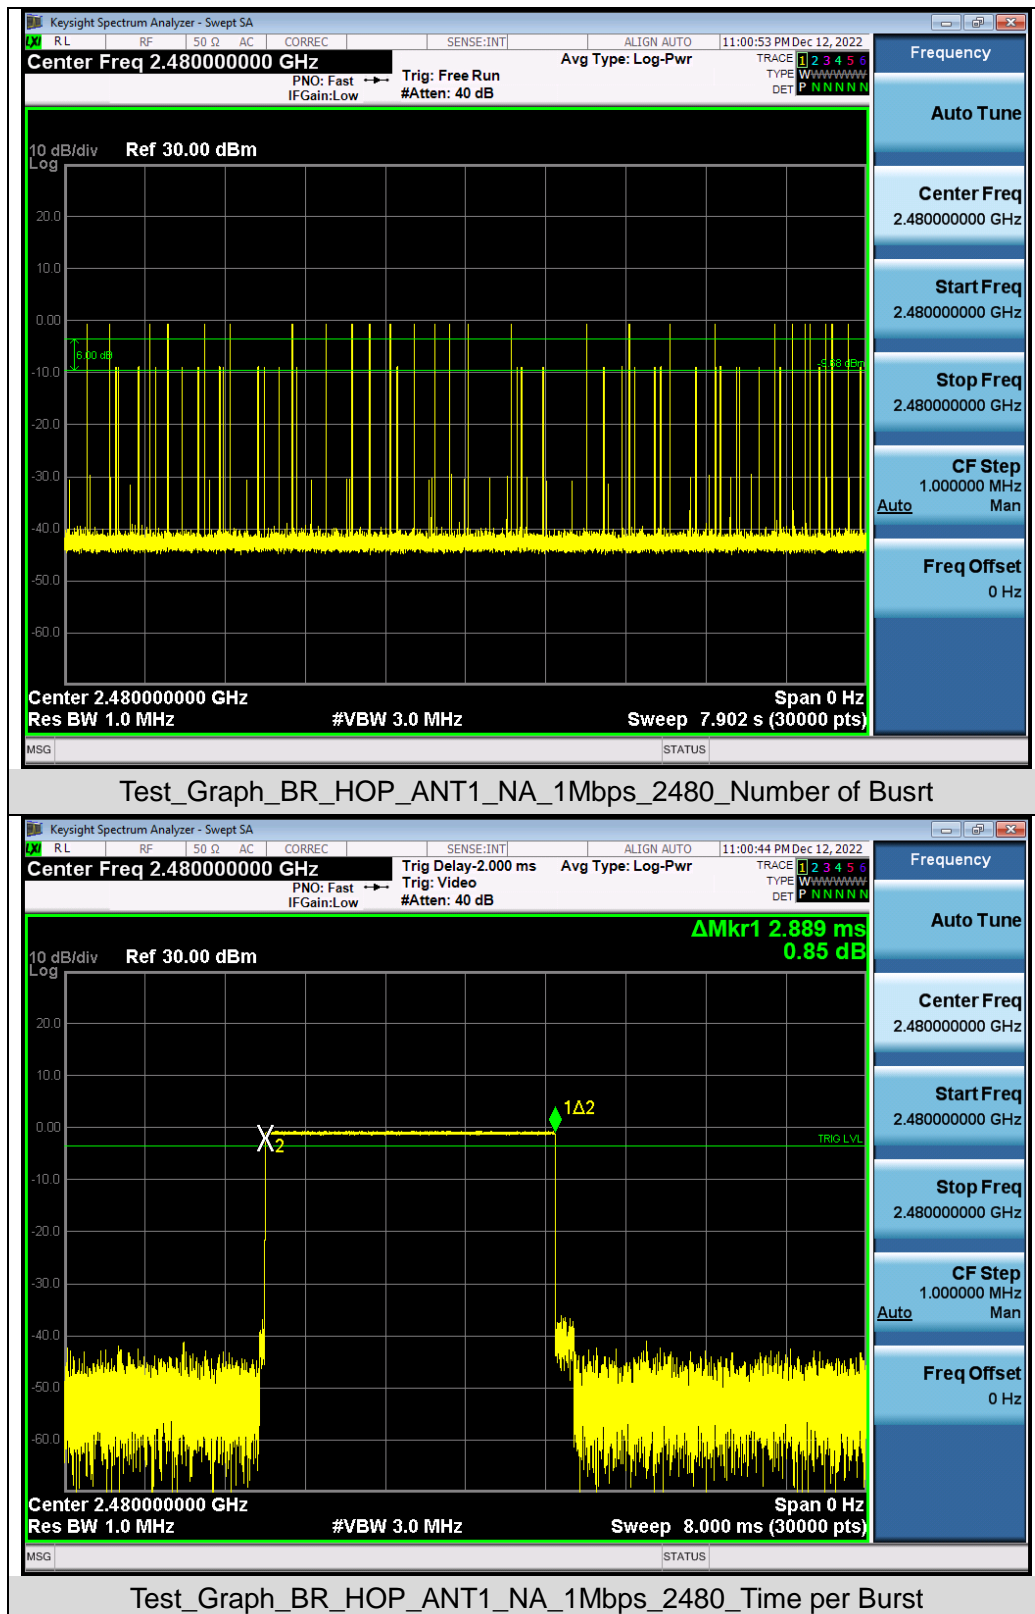 Keysight Spectrum Analyzer - Swept SA
LXI RL RF 50 Ω AC CORREC SENSE:INT ALIGN AUTO 11:00:53 PM Dec 12, 2022
Center Freq 2.480000000 GHz
PNO: Fast
IFGain:Low
Trig: Free Run
#Atten: 40 dB
Avg Type: Log-Pwr
TRACE 1 2 3 4 5 6
TYPE WWWWWW
DET P N N N N N
10 dB/div Ref 30.00 dBm
Log
20.0
10.0
0.00
6.00 dB
-9.68 dBm
-10.0
-20.0
-30.0
-40.0
-50.0
-60.0
Center 2.480000000 GHz Span 0 Hz
Res BW 1.0 MHz #VBW 3.0 MHz Sweep 7.902 s (30000 pts)
MSG STATUS
Frequency
Auto Tune
Center Freq
2.480000000 GHz
Start Freq
2.480000000 GHz
Stop Freq
2.480000000 GHz
CF Step
1.000000 MHz
Auto Man
Freq Offset
0 Hz
Test_Graph_BR_HOP_ANT1_NA_1Mbps_2480_Number of Busrt
Keysight Spectrum Analyzer - Swept SA
LXI RL RF 50 Ω AC CORREC SENSE:INT ALIGN AUTO 11:00:44 PM Dec 12, 2022
Center Freq 2.480000000 GHz
PNO: Fast
IFGain:Low
Trig Delay-2.000 ms
Trig: Video
#Atten: 40 dB
Avg Type: Log-Pwr
TRACE 1 2 3 4 5 6
TYPE WWWWWW
DET P N N N N N
ΔMkr1 2.889 ms
0.85 dB
10 dB/div Ref 30.00 dBm
Log
20.0
10.0
1Δ2
0.00
2
TRIG LVL
-10.0
-20.0
-30.0
-40.0
-50.0
-60.0
Center 2.480000000 GHz Span 0 Hz
Res BW 1.0 MHz #VBW 3.0 MHz Sweep 8.000 ms (30000 pts)
MSG STATUS
Frequency
Auto Tune
Center Freq
2.480000000 GHz
Start Freq
2.480000000 GHz
Stop Freq
2.480000000 GHz
CF Step
1.000000 MHz
Auto Man
Freq Offset
0 Hz
Test_Graph_BR_HOP_ANT1_NA_1Mbps_2480_Time per Burst